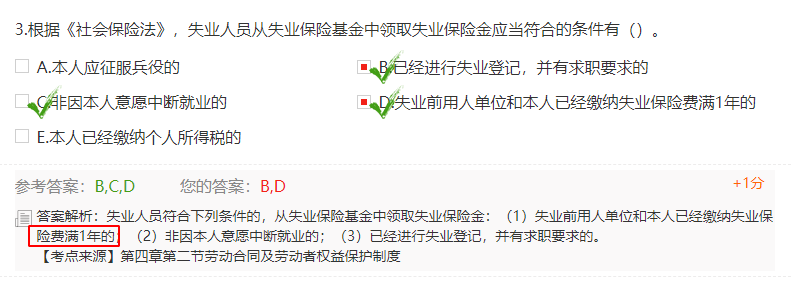 3.根据《社会保险法》，失业人员从失业保险基金中领取失业保险金应当符合的条件有（）。
A.本人应征服兵役的
B.已经进行失业登记，并有求职要求的
C.非因本人意愿中断就业的
D.失业前用人单位和本人已经缴纳失业保险费满1年的
E.本人已经缴纳个人所得税的
参考答案：B,C,D 您的答案：B,D +1分
答案解析：失业人员符合下列条件的，从失业保险基金中领取失业保险金：（1）失业前用人单位和本人已经缴纳失业保
险费满1年的；（2）非因本人意愿中断就业的；（3）已经进行失业登记，并有求职要求的。
【考点来源】第四章第二节劳动合同及劳动者权益保护制度